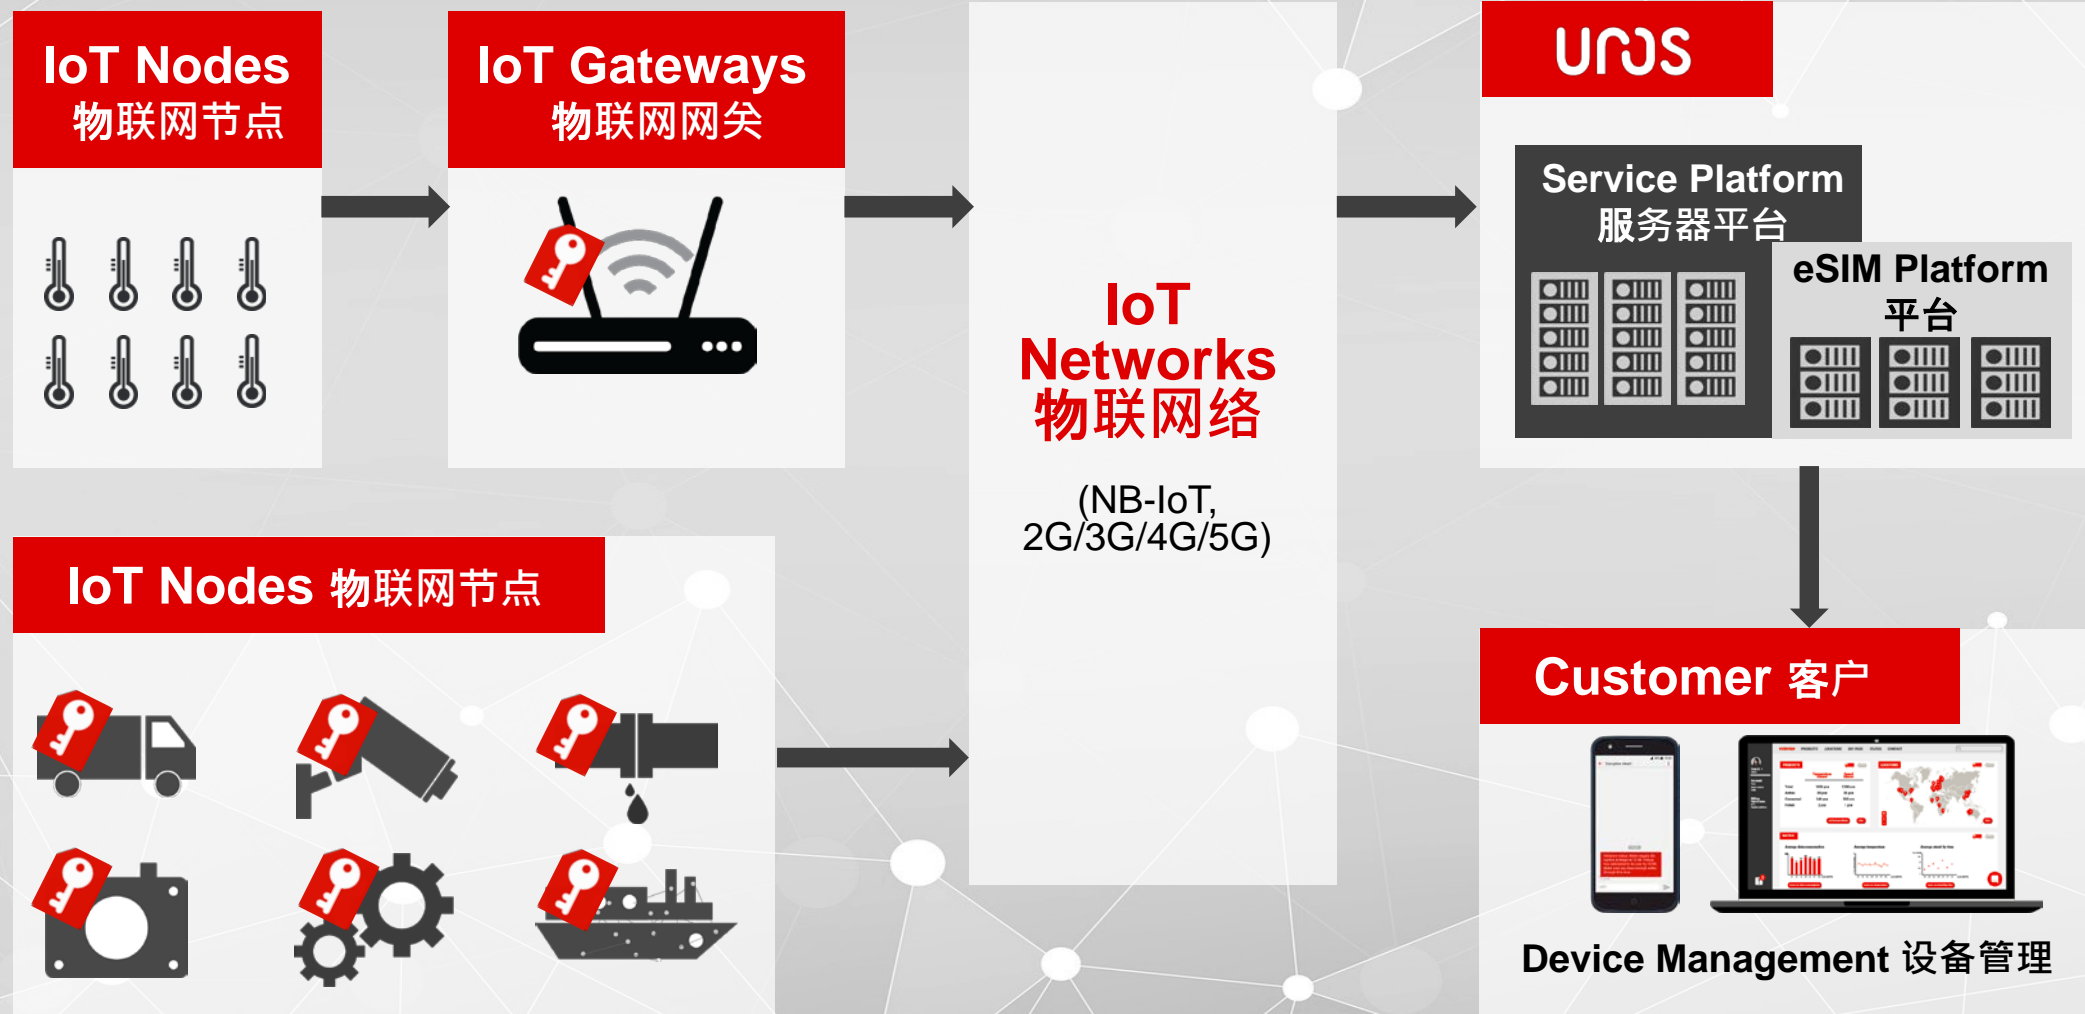 IoT Nodes
物联网节点
IoT Gateways
物联网网关
IoT
Networks
物联网络
(NB-IoT,
2G/3G/4G/5G)
uros
Service Platform
服务器平台
eSIM Platform
平台
IoT Nodes 物联网节点
Customer 客户
Device Management 设备管理